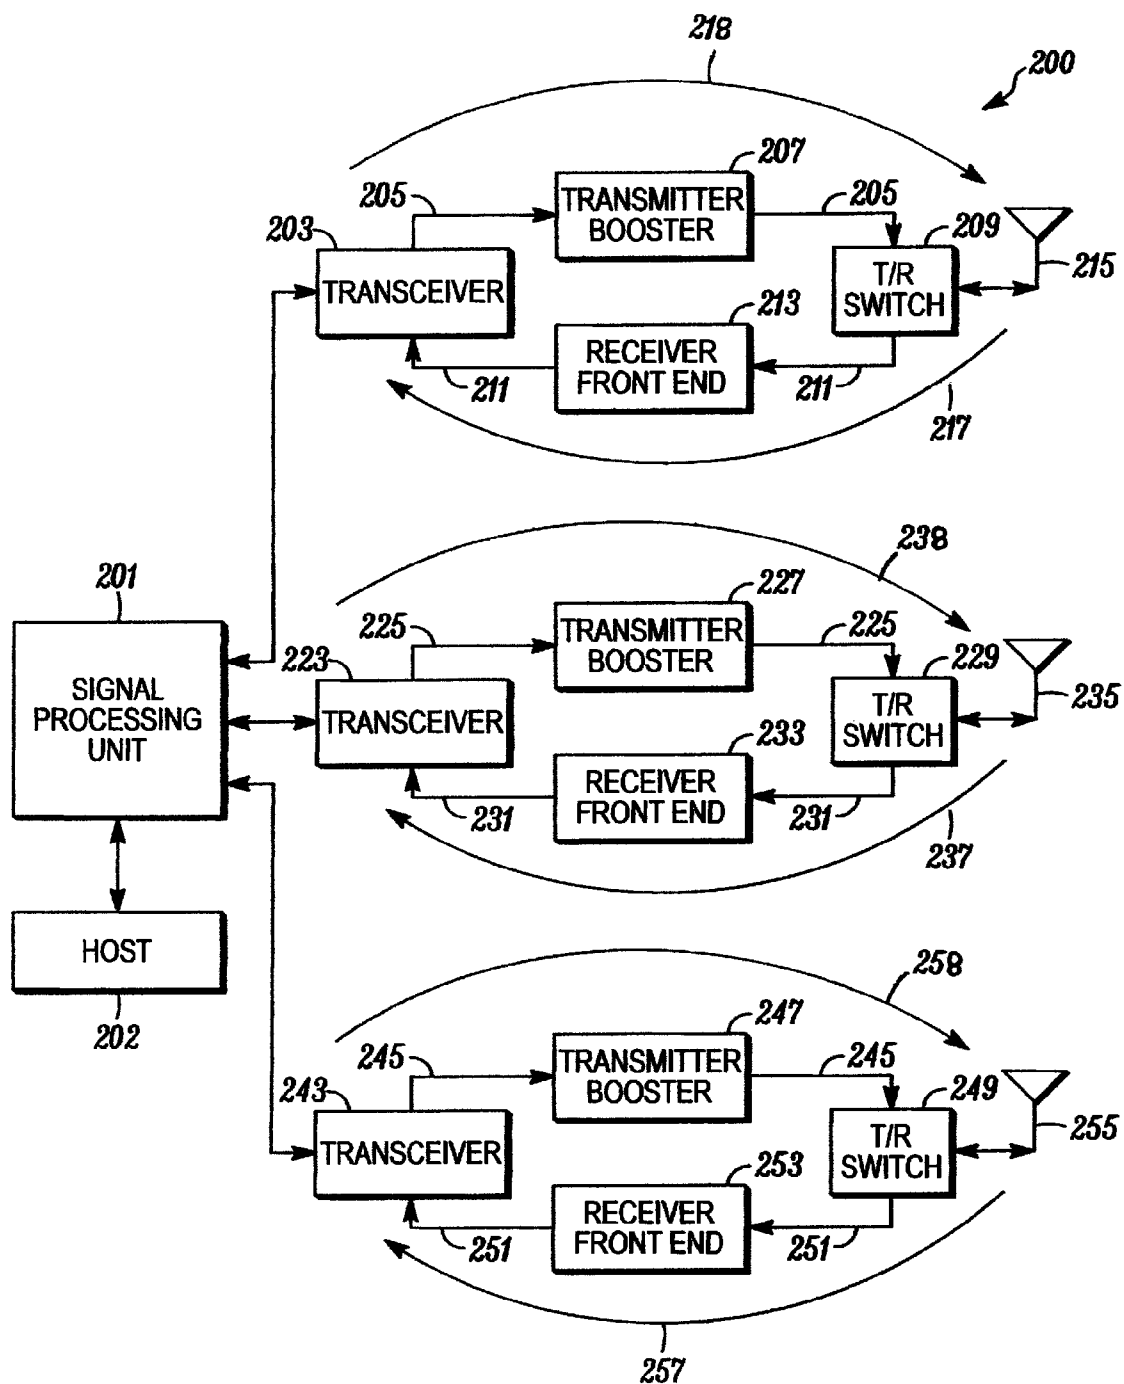 218
200
207
205
TRANSMITTER
BOOSTER
205
203
209
TRANSCEIVER
T/R
SWITCH
215
213
RECEIVER
FRONT END
211
211
217
238
201
227
225
TRANSMITTER
BOOSTER
225
223
229
SIGNAL
PROCESSING
UNIT
TRANSCEIVER
T/R
SWITCH
235
233
RECEIVER
FRONT END
231
231
237
HOST
202
258
247
245
TRANSMITTER
BOOSTER
245
243
249
TRANSCEIVER
T/R
SWITCH
255
253
RECEIVER
FRONT END
251
251
257